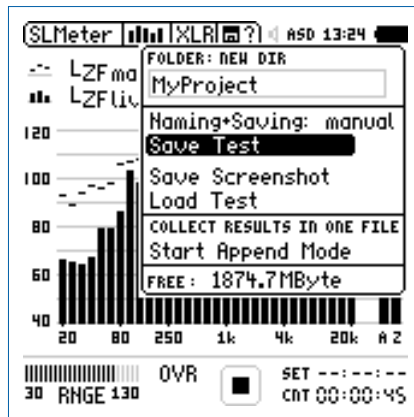 SLMeter XLR ? ASD 13:24
FOLDER: NEW DIR
LZFma
MyProject
LZFliv
Naming+Saving: manual
120
Save Test
100
Save Screenshot
Load Test
80
COLLECT RESULTS IN ONE FILE
Start Append Mode
60
FREE: 1874.7MByte
40
20 80 250 1k 4k 20k A Z
OVR SET --:--:--
30 RNGE 130 CNT 00:00:45